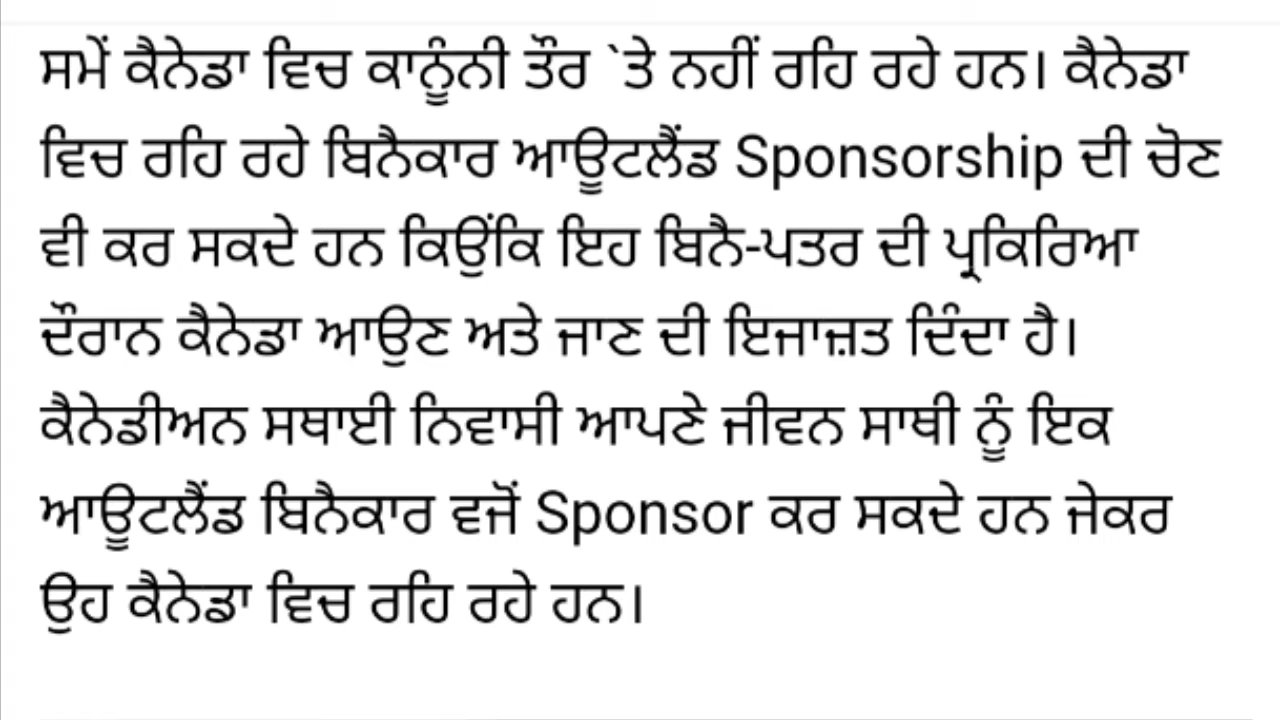 ਸਮੇਂ ਕੈਨੇਡਾ ਵਿਚ ਕਾਨੂੰਨੀ ਤੌਰ `ਤੇ ਨਹੀਂ ਰਹਿ ਰਹੇ ਹਨ। ਕੈਨੇਡਾ
ਵਿਚ ਰਹਿ ਰਹੇ ਬਿਨੈਕਾਰ ਆਊਟਲੈਂਡ Sponsorship ਦੀ ਚੋਣ
ਵੀ ਕਰ ਸਕਦੇ ਹਨ ਕਿਉਂਕਿ ਇਹ ਬਿਨੈ-ਪਤਰ ਦੀ ਪ੍ਰਕਿਰਿਆ
ਦੌਰਾਨ ਕੈਨੇਡਾ ਆਉਣ ਅਤੇ ਜਾਣ ਦੀ ਇਜਾਜ਼ਤ ਦਿੰਦਾ ਹੈ।
ਕੈਨੇਡੀਅਨ ਸਥਾਈ ਨਿਵਾਸੀ ਆਪਣੇ ਜੀਵਨ ਸਾਥੀ ਨੂੰ ਇਕ
ਆਊਟਲੈਂਡ ਬਿਨੈਕਾਰ ਵਜੋਂ Sponsor ਕਰ ਸਕਦੇ ਹਨ ਜੇਕਰ
ਉਹ ਕੈਨੇਡਾ ਵਿਚ ਰਹਿ ਰਹੇ ਹਨ।